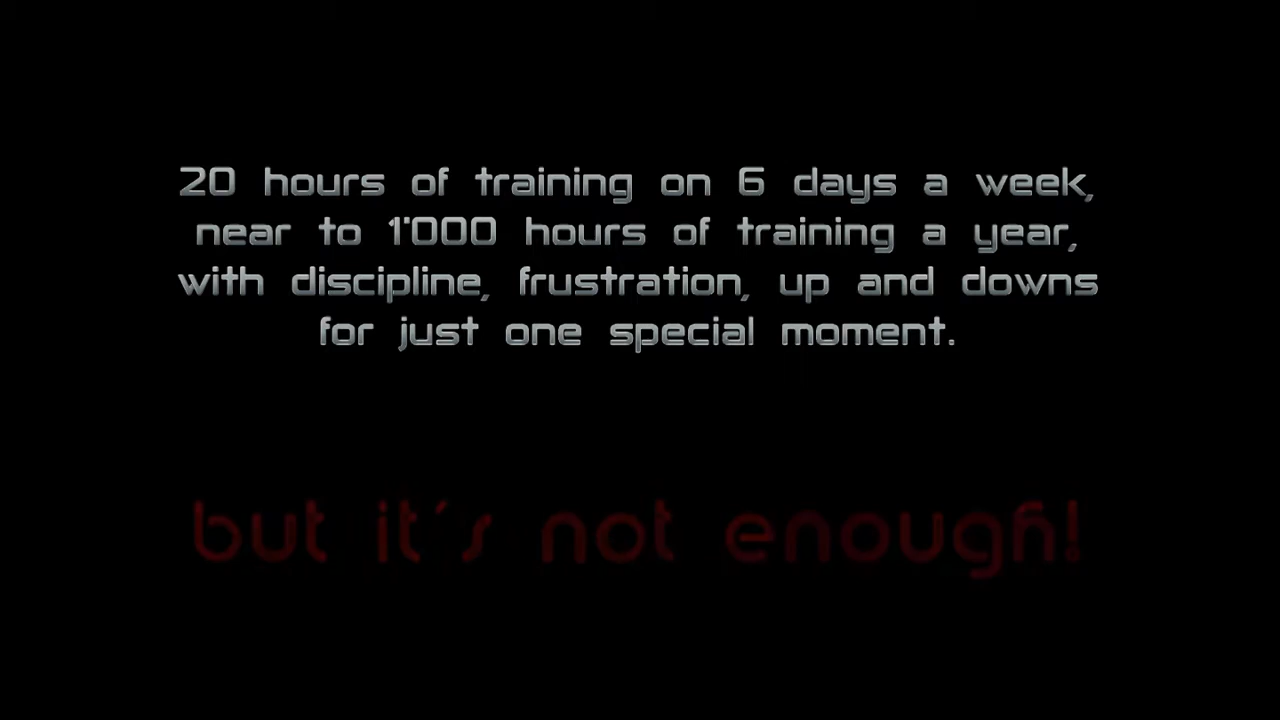 20 hours of training on 6 days a week,
near to 1'000 hours of training a year,
with discipline, frustration, up and downs
for just one special moment.
but it´s not enough!